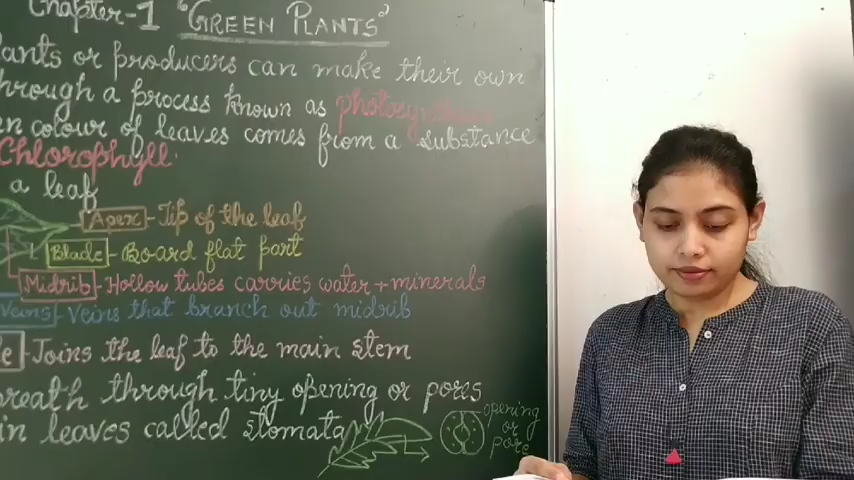 Chapter-1 "GREEN PLANTS"
lants or producers can make their own
hrough a process known as photosynthesis
en colour of leaves comes from a substance
Chlorophyll.
a leaf
Apex - Tip of the leaf
Blade - Board flat part
Midrib - Hollow tubes carries water + minerals
Veins - Veins that branch out midrib
le - Joins the leaf to the main stem
reath through tiny opening or pores
in leaves called stomata
opening
or
pore